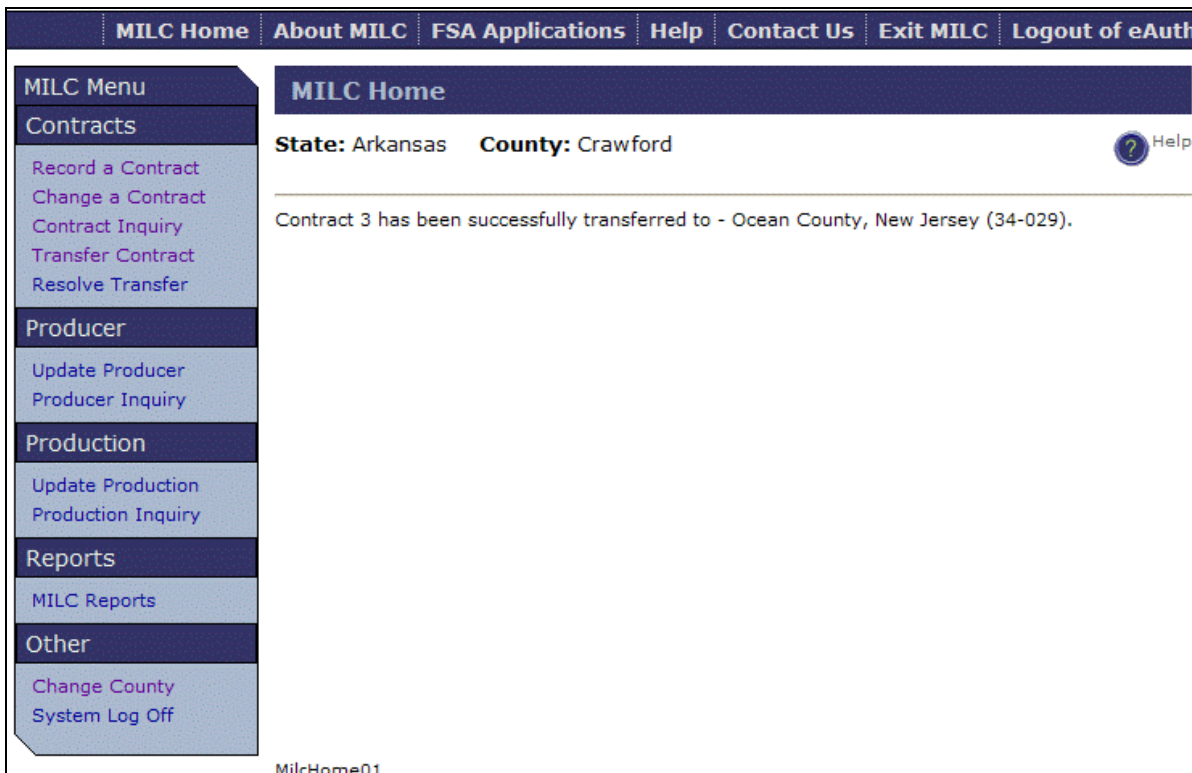 MILC Home About MILC FSA Applications Help Contact Us Exit MILC Logout of eAuth
MILC Menu
Contracts
Record a Contract
Change a Contract
Contract Inquiry
Transfer Contract
Resolve Transfer
Producer
Update Producer
Producer Inquiry
Production
Update Production
Production Inquiry
Reports
MILC Reports
Other
Change County
System Log Off
MILC Home
State: Arkansas County: Crawford
? Help
Contract 3 has been successfully transferred to - Ocean County, New Jersey (34-029).
MilcHome01